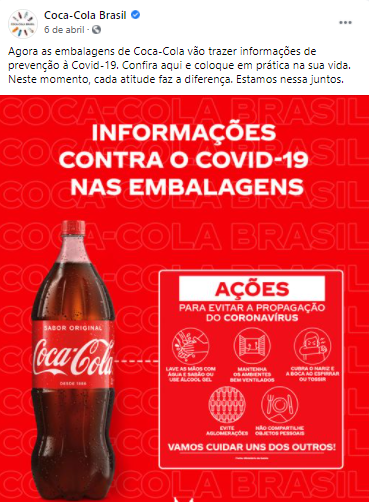 Coca-Cola Brasil
6 de abril ·
Agora as embalagens de Coca-Cola vão trazer informações de
prevenção à Covid-19. Confira aqui e coloque em prática na sua vida.
Neste momento, cada atitude faz a diferença. Estamos nessa juntos.
COCA-COLA BRASIL
INFORMAÇÕES
CONTRA O COVID-19
NAS EMBALAGENS
AÇÕES
PARA EVITAR A PROPAGAÇÃO
DO CORONAVÍRUS
SABOR ORIGINAL
Coca-Cola
DESDE 1886
LAVE AS MÃOS COM
ÁGUA E SABÃO OU
USE ÁLCOOL GEL
MANTENHA
OS AMBIENTES
BEM VENTILADOS
CUBRA O NARIZ E
A BOCA AO ESPIRRAR
OU TOSSIR
EVITE
AGLOMERAÇÕES
NÃO COMPARTILHE
OBJETOS PESSOAIS
VAMOS CUIDAR UNS DOS OUTROS!